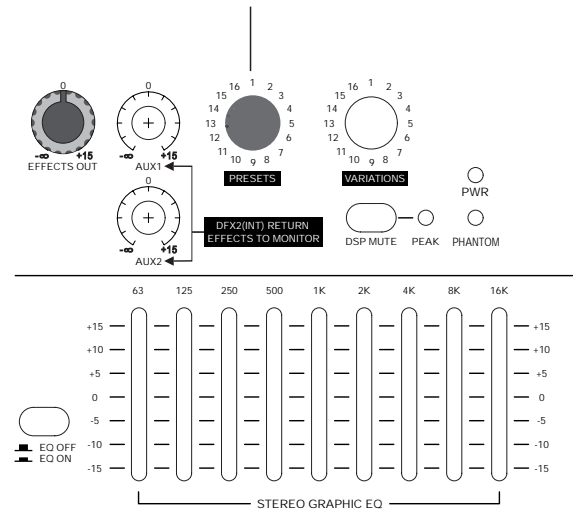 0
-∞ +15
EFFECTS OUT
0
-∞ +15
AUX1
0
-∞ +15
AUX2
16 1 2
15 3
14 4
13 5
12 6
11 7
10 9 8
PRESETS
16 1 2
15 3
14 4
13 5
12 6
11 7
10 9 8
VARIATIONS
DFX2(INT) RETURN
EFFECTS TO MONITOR
DSP MUTE
PEAK
PWR
PHANTOM
63 125 250 500 1K 2K 4K 8K 16K
+15 +15
+10 +10
+5 +5
0 0
-5 -5
-10 -10
-15 -15
EQ OFF
EQ ON
STEREO GRAPHIC EQ